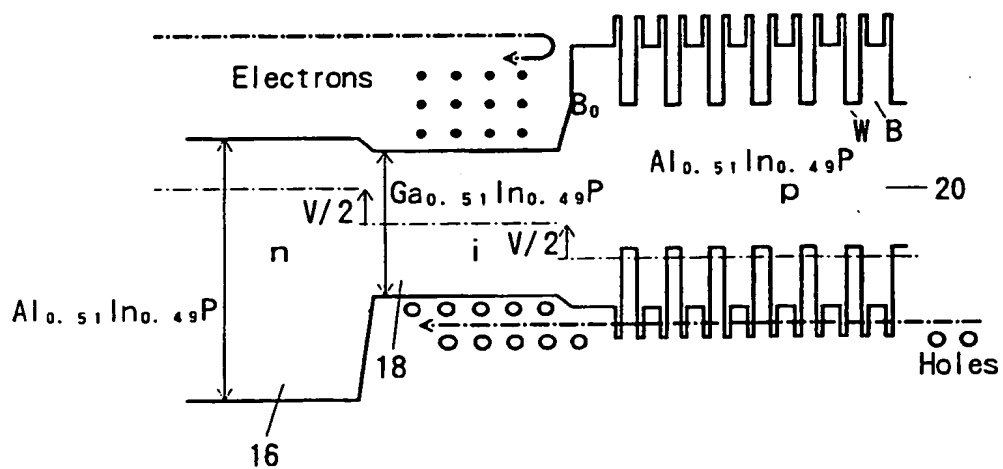 Electrons
B₀
W B
Al₀.₅₁In₀.₄₉P
Ga₀.₅₁In₀.₄₉P
p
20
V/2
n
i
V/2
Al₀.₅₁In₀.₄₉P
18
Holes
16